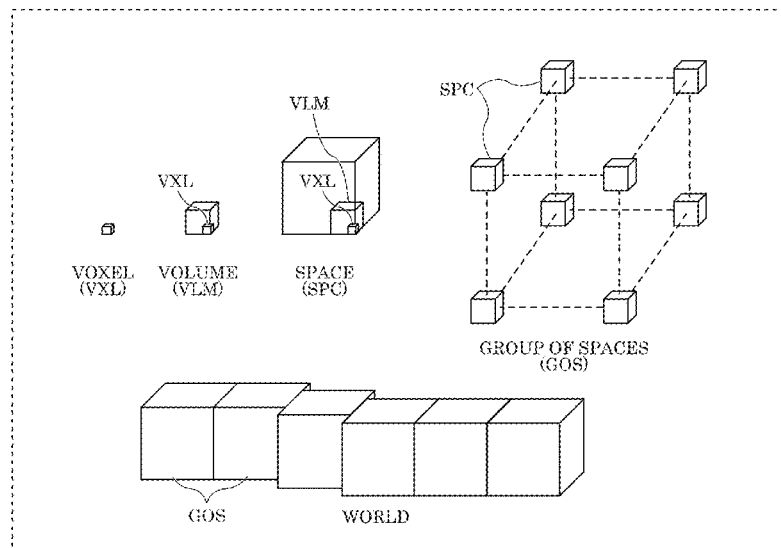 SPC
VLM
VXL
VXL
VOXEL
(VXL)
VOLUME
(VLM)
SPACE
(SPC)
GROUP OF SPACES
(GOS)
GOS
WORLD